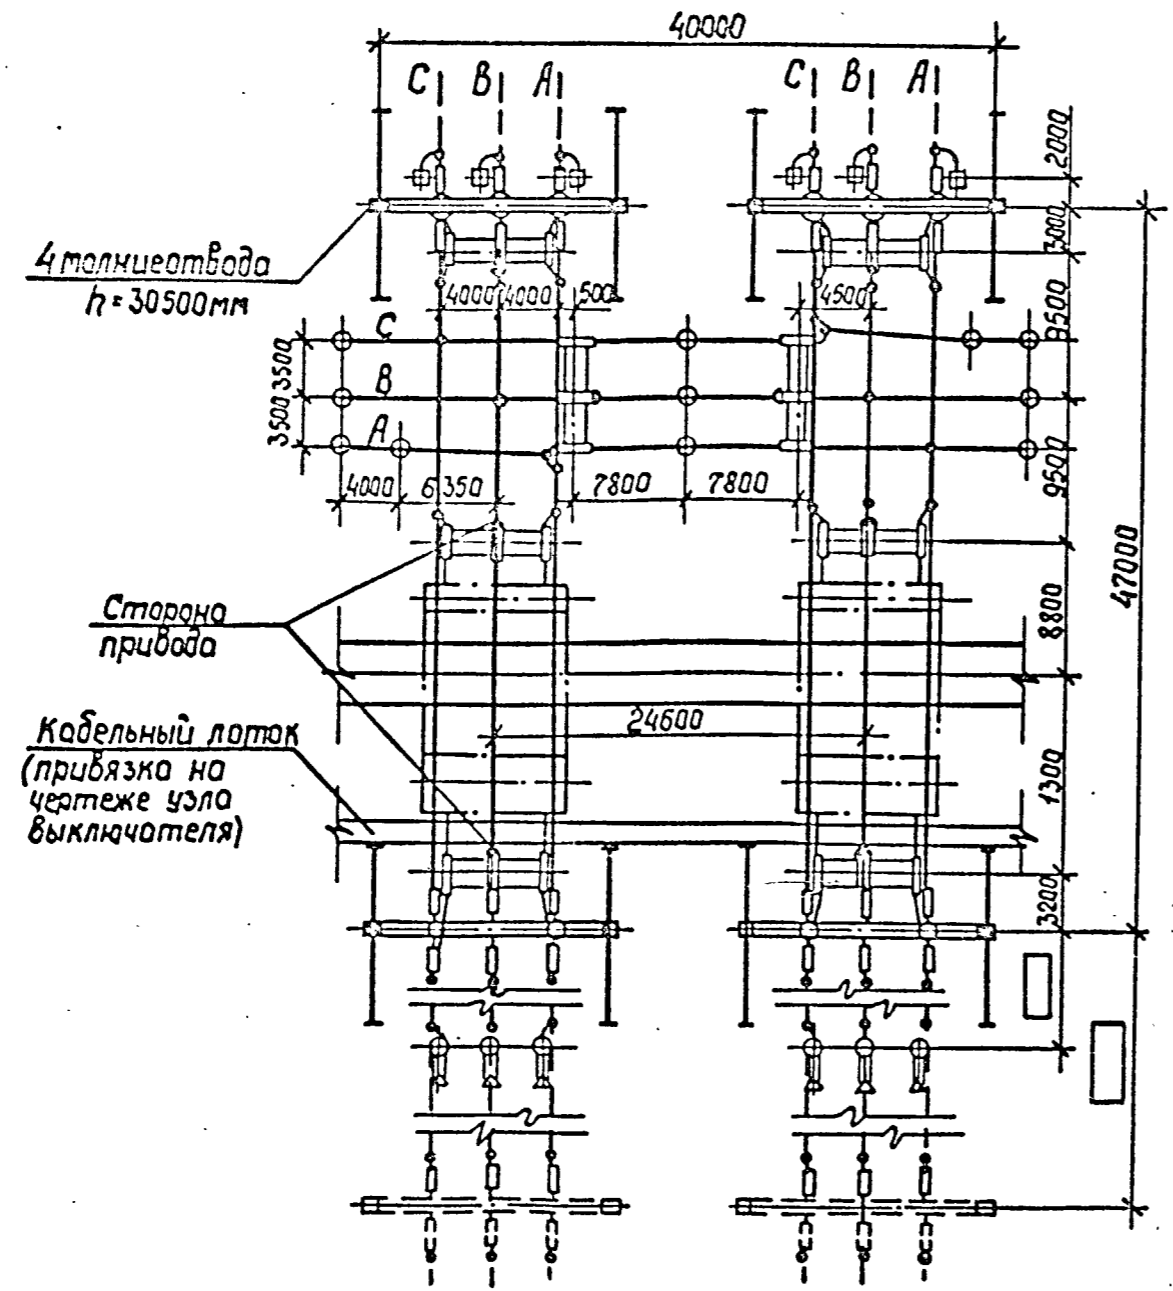 40000
С В А
С В А
2000
4 молниеотвода
h=30500мм
3000
4000 4000 500
4500
9500
С
3500
В
3500
А
9500
4000 6350 7800 7800
47000
Сторона
привода
8800
24600
Кабельный лоток
(привязка на
чертеже узла
выключателя)
1300
3200